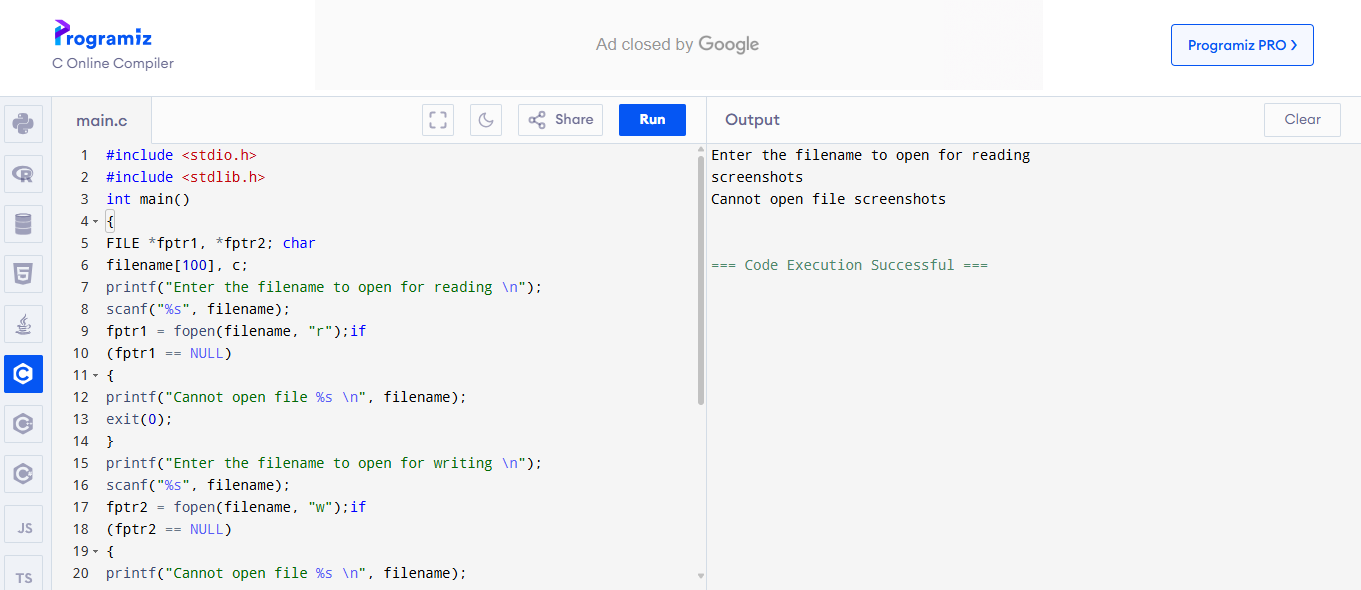 Programiz
C Online Compiler
Ad closed by Google
Programiz PRO >
main.c
Share
Run
Output
Clear
1 #include <stdio.h>
2 #include <stdlib.h>
3 int main()
4 {
5 FILE *fptr1, *fptr2; char
6 filename[100], c;
7 printf("Enter the filename to open for reading \n");
8 scanf("%s", filename);
9 fptr1 = fopen(filename, "r");if
10 (fptr1 == NULL)
11 {
12 printf("Cannot open file %s \n", filename);
13 exit(0);
14 }
15 printf("Enter the filename to open for writing \n");
16 scanf("%s", filename);
17 fptr2 = fopen(filename, "w");if
18 (fptr2 == NULL)
19 {
20 printf("Cannot open file %s \n", filename);
Enter the filename to open for reading
screenshots
Cannot open file screenshots
=== Code Execution Successful ===
R
5
C
C
C
JS
TS